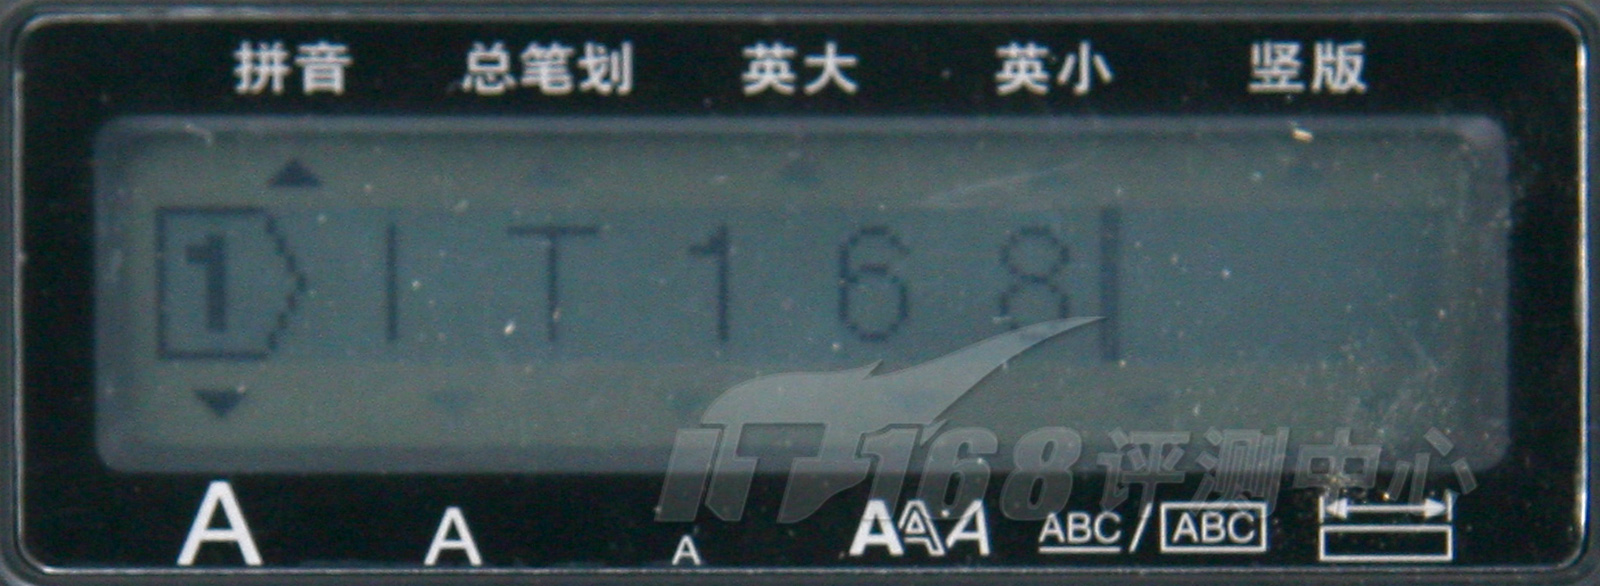 拼音 总笔划 英大 英小 竖版
1 IT168
IT168评测中心
A A A AAA ABC/ABC